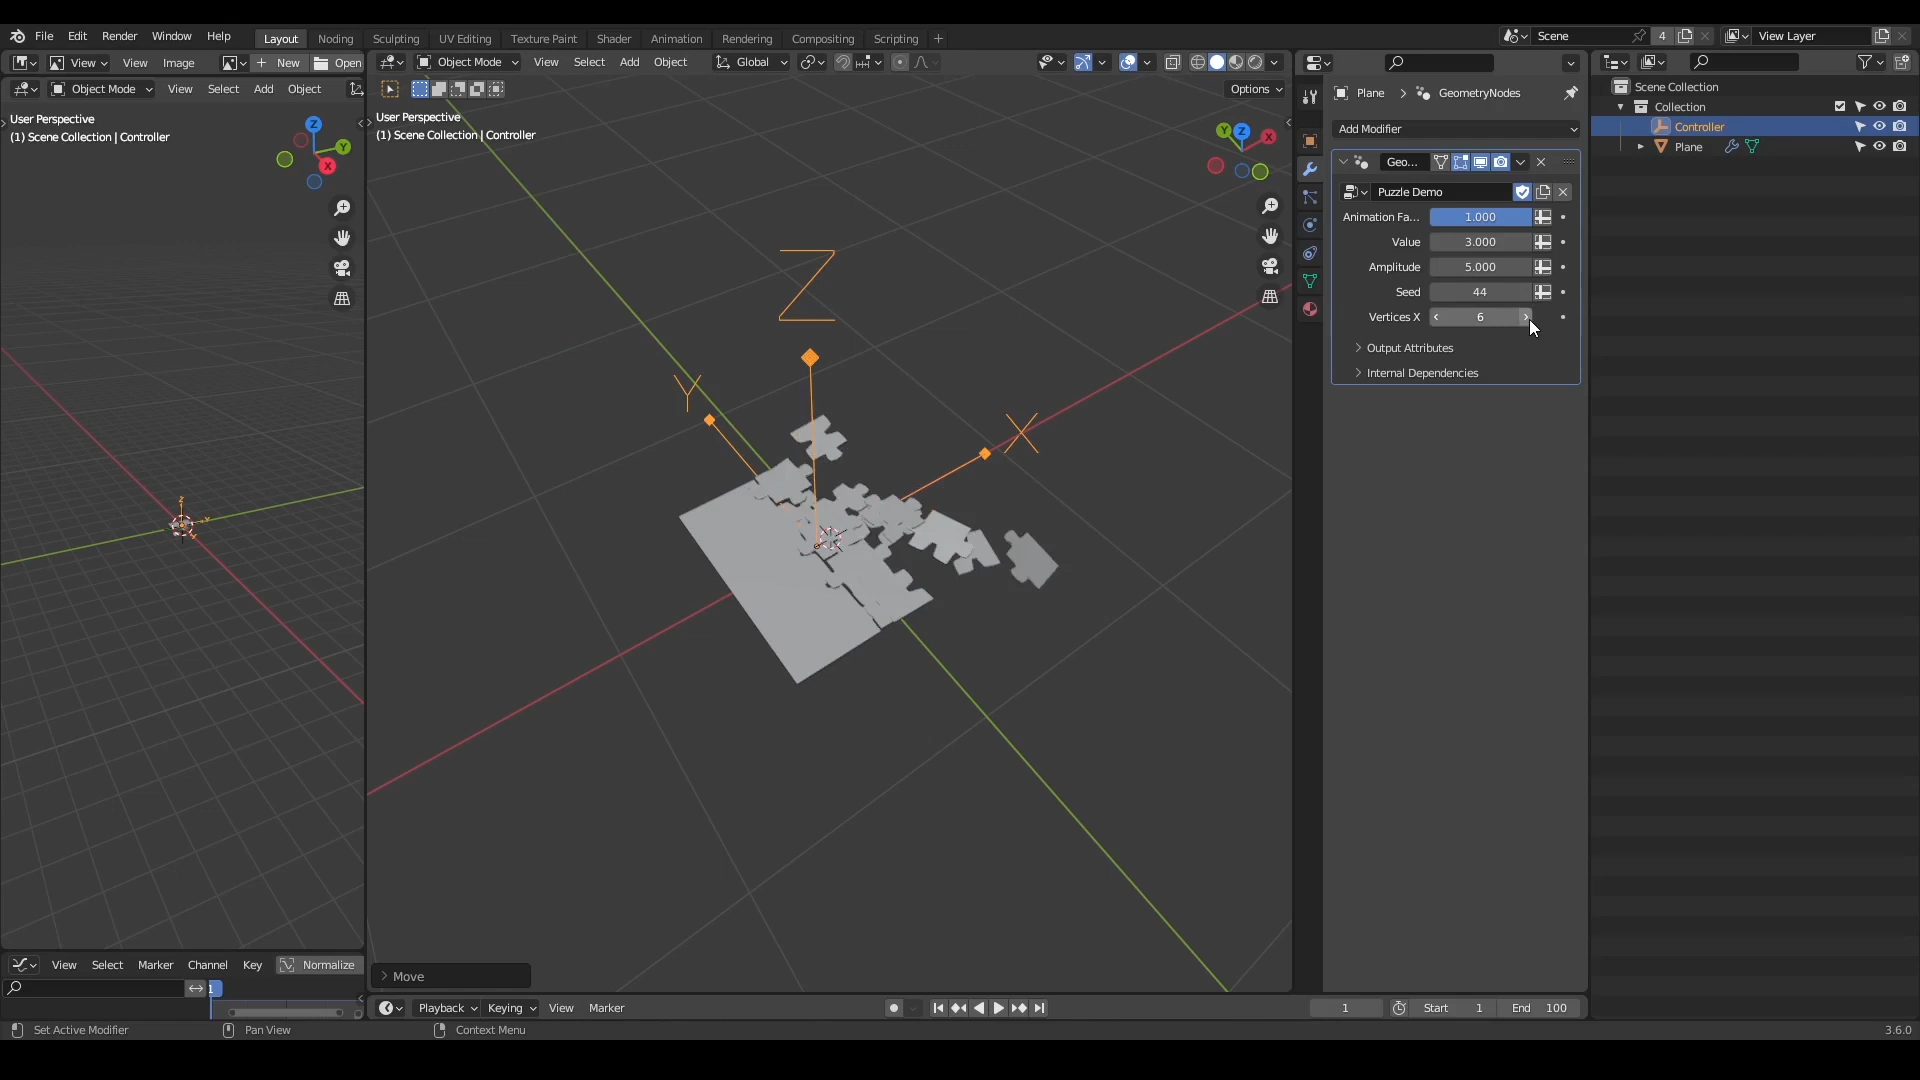 File Edit Render Window Help Layout Noding Sculpting UV Editing Texture Paint Shader Animation Rendering Compositing Scripting + Scene 4 View Layer
View View Image + New Open Object Mode View Select Add Object Global
Object Mode View Select Add Object Options
User Perspective
(1) Scene Collection | Controller
Z
Y
X
User Perspective
(1) Scene Collection | Controller
Y
Z
X
Z
Y
X
Plane > GeometryNodes
Add Modifier
Geo...
Puzzle Demo
Animation Fa... 1.000
Value 3.000
Amplitude 5.000
Seed 44
Vertices X 6
Output Attributes
Internal Dependencies
Scene Collection
Collection
Controller
Plane
View Select Marker Channel Key Normalize
1
Move
Playback Keying View Marker 1 Start 1 End 100
Set Active Modifier Pan View Context Menu 3.6.0